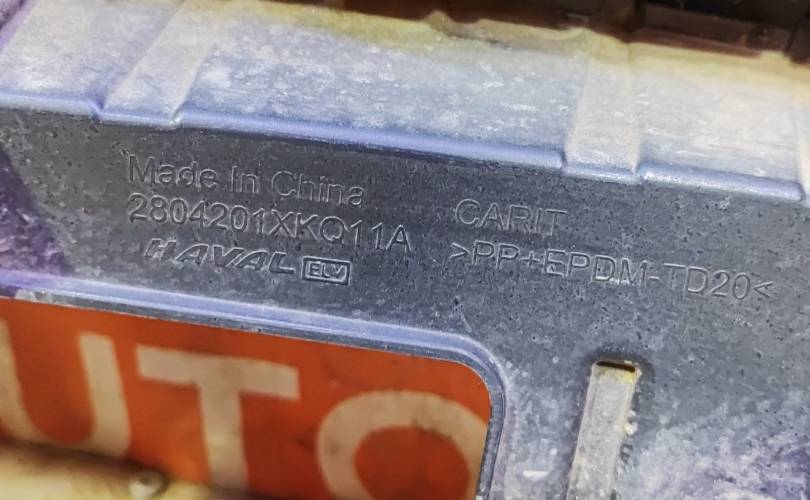 Made In China
2804201XKQ11A
HAVAL ELV
CARIT
>PP+EPDM-TD20<
UTO